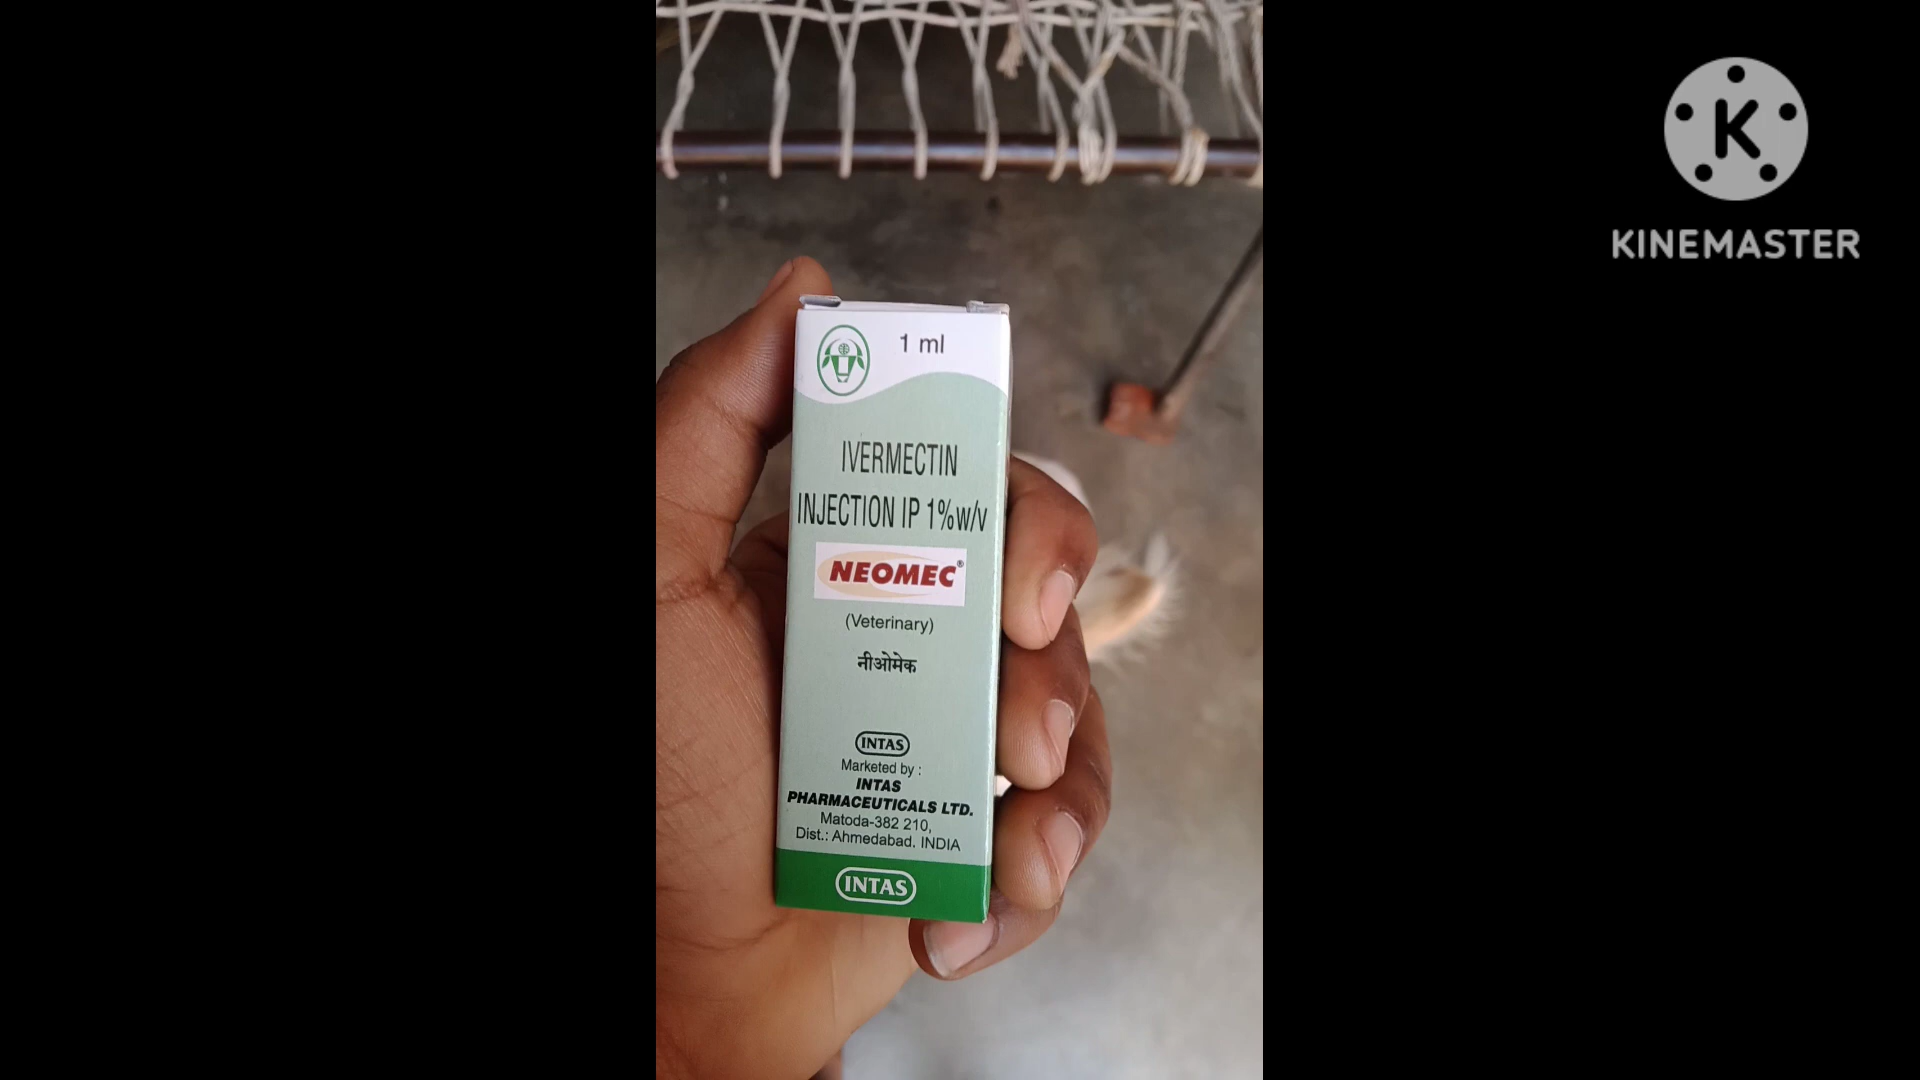 1 ml
IVERMECTIN
INJECTION IP 1%w/v
NEOMEC®
(Veterinary)
नीओमेक
INTAS
Marketed by :
INTAS
PHARMACEUTICALS LTD.
Matoda-382 210,
Dist.: Ahmedabad. INDIA
INTAS
K
KINEMASTER